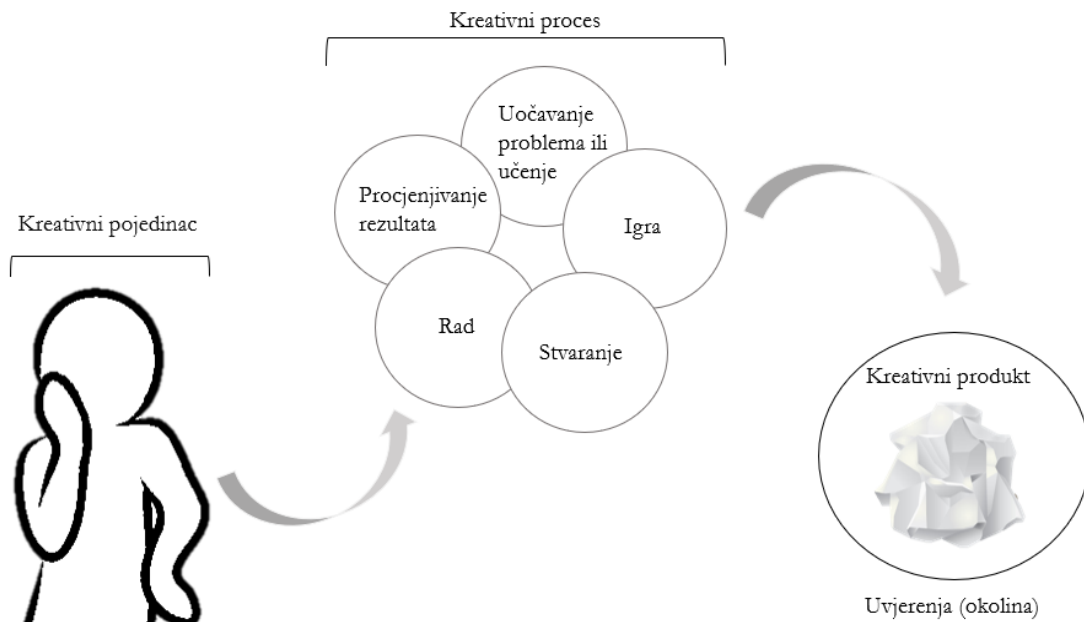 Kreativni proces
Uočavanje
problema ili
učenje
Procjenjivanje
rezultata
Igra
Kreativni pojedinac
Rad
Stvaranje
Kreativni produkt
Uvjerenja (okolina)